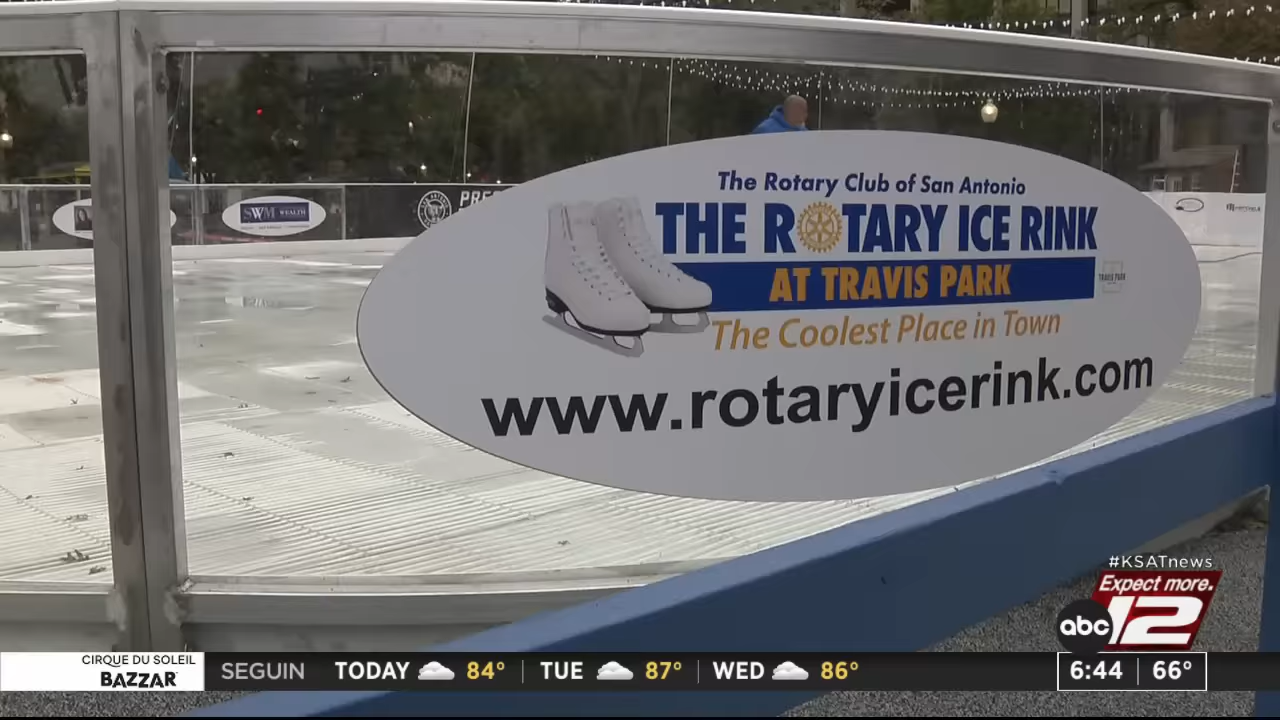 SWM WEALTH
The Rotary Club of San Antonio
THE ROTARY ICE RINK
AT TRAVIS PARK
The Coolest Place in Town
www.rotaryicerink.com
#KSATnews
Expect more.
abc 12
CIRQUE DU SOLEIL
BAZZAR
SEGUIN TODAY 84° TUE 87° WED 86°
6:44 66°